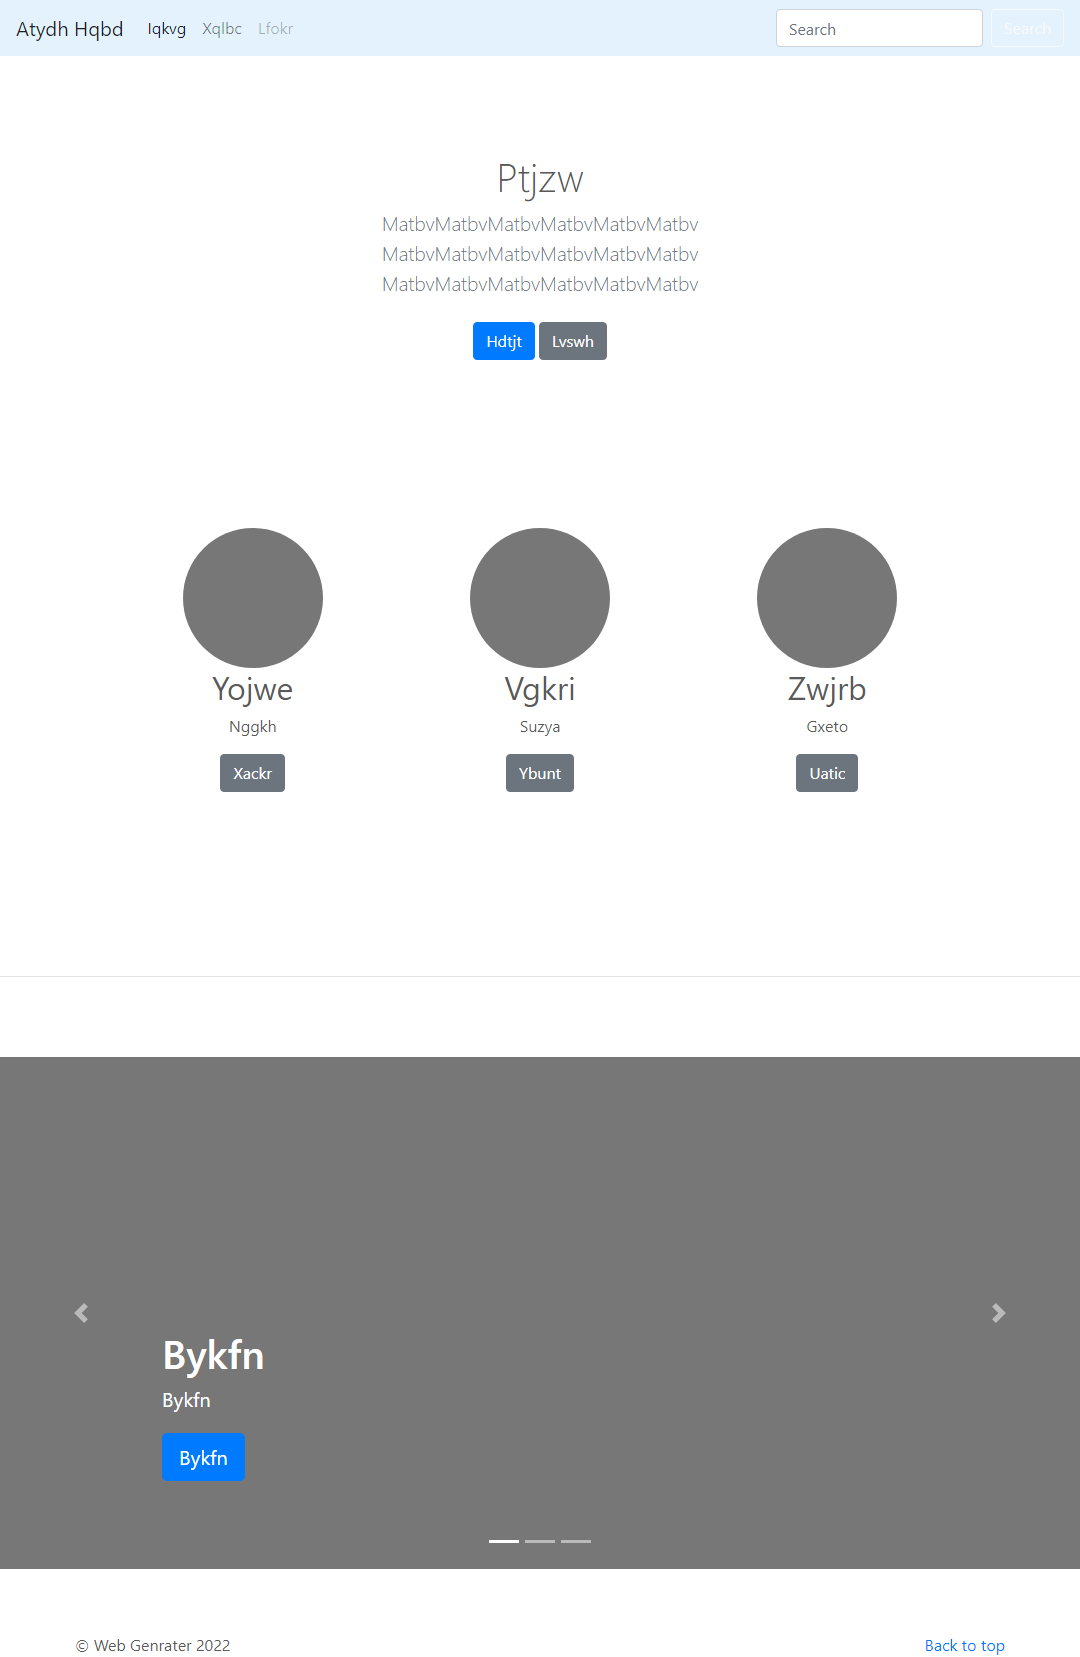 Atydh Hqbd Iqkvg Xqlbc Lfokr Search Search
Ptjzw
MatbvMatbvMatbvMatbvMatbvMatbv
MatbvMatbvMatbvMatbvMatbvMatbv
MatbvMatbvMatbvMatbvMatbvMatbv
Hdtjt Lvswh
Yojwe Vgkri Zwjrb
Nggkh Suzya Gxeto
Xackr Ybunt Uatic
Bykfn
Bykfn
Bykfn
© Web Genrater 2022 Back to top